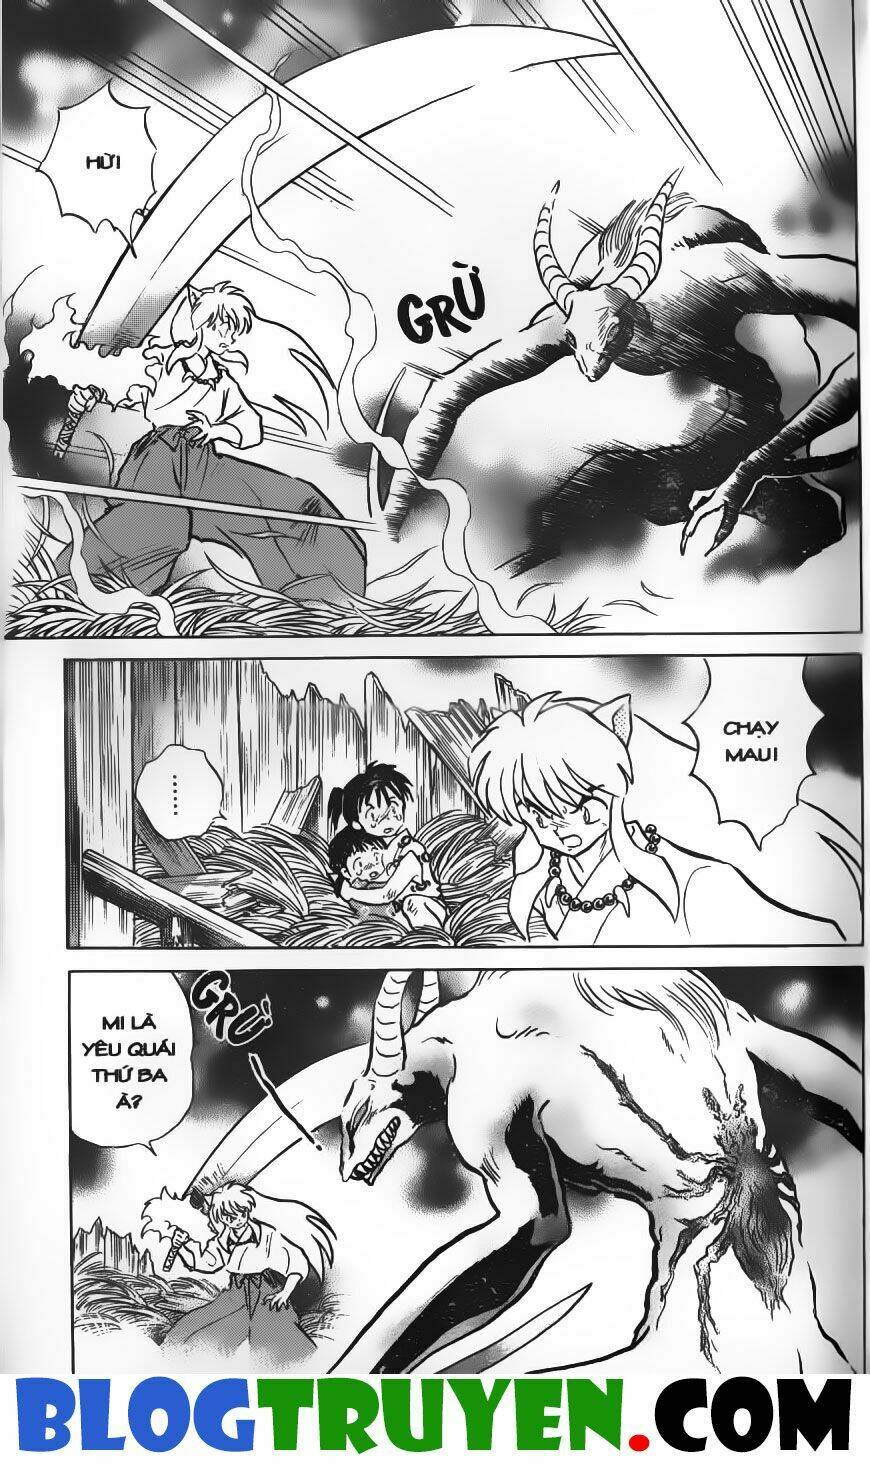 HỪ!
GRỪ
CHẠY
MAU!
......
GRỪ
MI LÀ
YÊU QUÁI
THỨ BA
À?
BLOGTRUYEN.COM